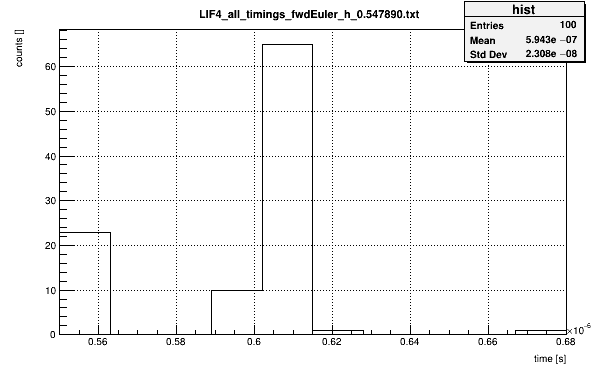 LIF4_all_timings_fwdEuler_h_0.547890.txt
hist
Entries 100
Mean 5.943e −07
Std Dev 2.308e −08
counts []
60
50
40
30
20
10
0
0.56 0.58 0.6 0.62 0.64 0.66 0.68
×10⁻⁶
time [s]